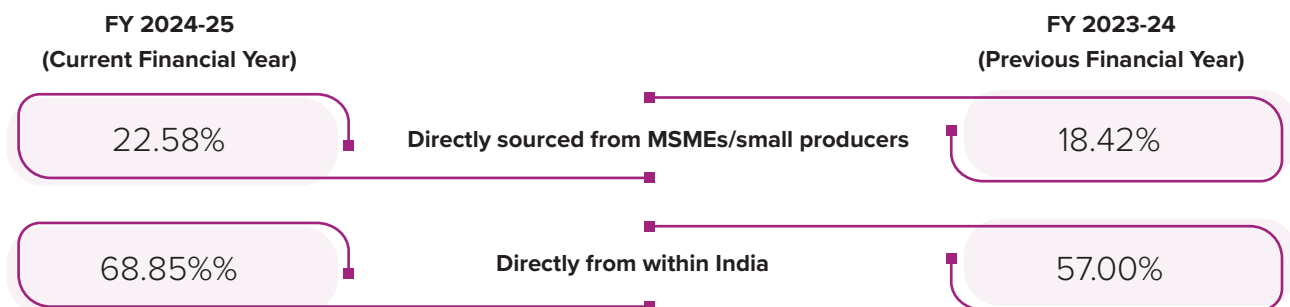 FY 2024-25
(Current Financial Year)
FY 2023-24
(Previous Financial Year)
22.58%
Directly sourced from MSMEs/small producers
18.42%
68.85%%
Directly from within India
57.00%